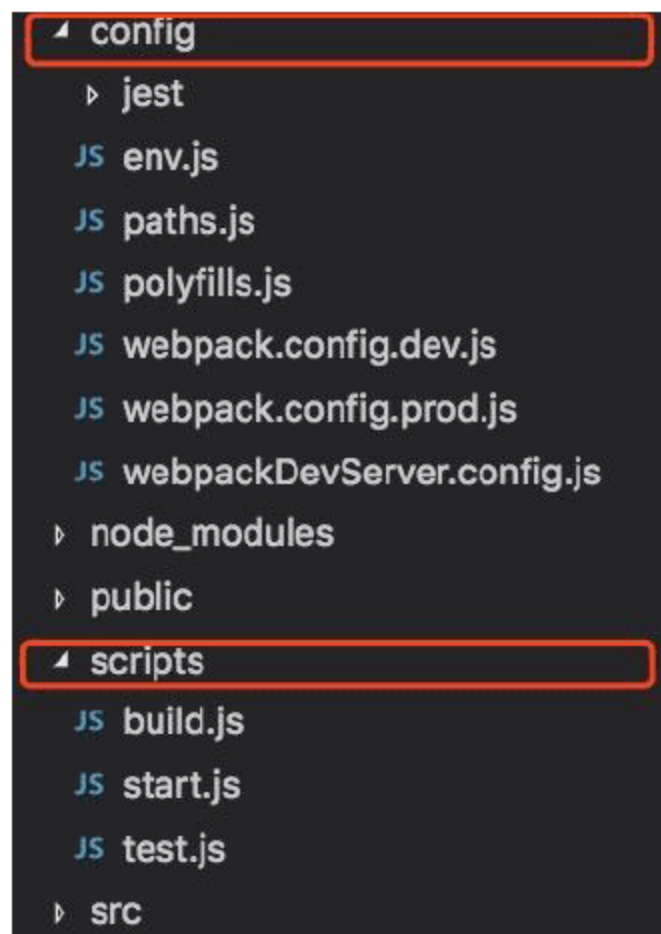 config
jest
JS env.js
JS paths.js
JS polyfills.js
JS webpack.config.dev.js
JS webpack.config.prod.js
JS webpackDevServer.config.js
node_modules
public
scripts
JS build.js
JS start.js
JS test.js
src